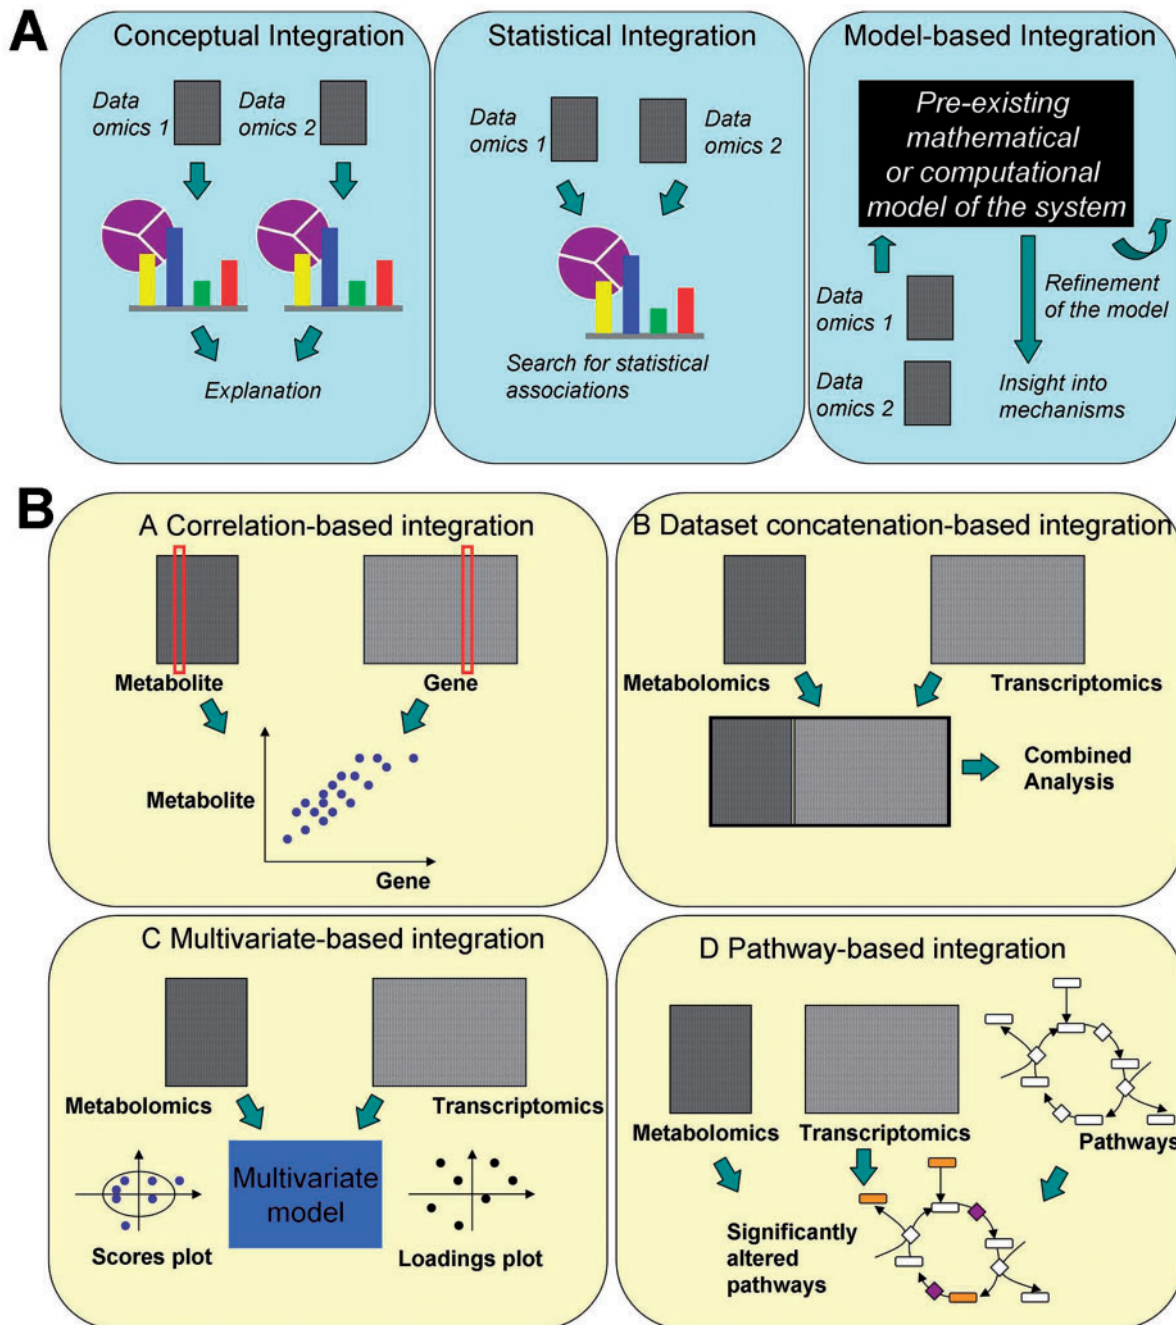 A
Conceptual Integration
Data
omics 1
Data
omics 2
Explanation
Statistical Integration
Data
omics 1
Data
omics 2
Search for statistical
associations
Model-based Integration
Pre-existing
mathematical
or computational
model of the system
Data
omics 1
Refinement
of the model
Data
omics 2
Insight into
mechanisms
B
A Correlation-based integration
Metabolite
Gene
Metabolite
Gene
B Dataset concatenation-based integration
Metabolomics
Transcriptomics
Combined
Analysis
C Multivariate-based integration
Metabolomics
Transcriptomics
Multivariate
model
Scores plot
Loadings plot
D Pathway-based integration
Metabolomics
Transcriptomics
Pathways
Significantly
altered
pathways